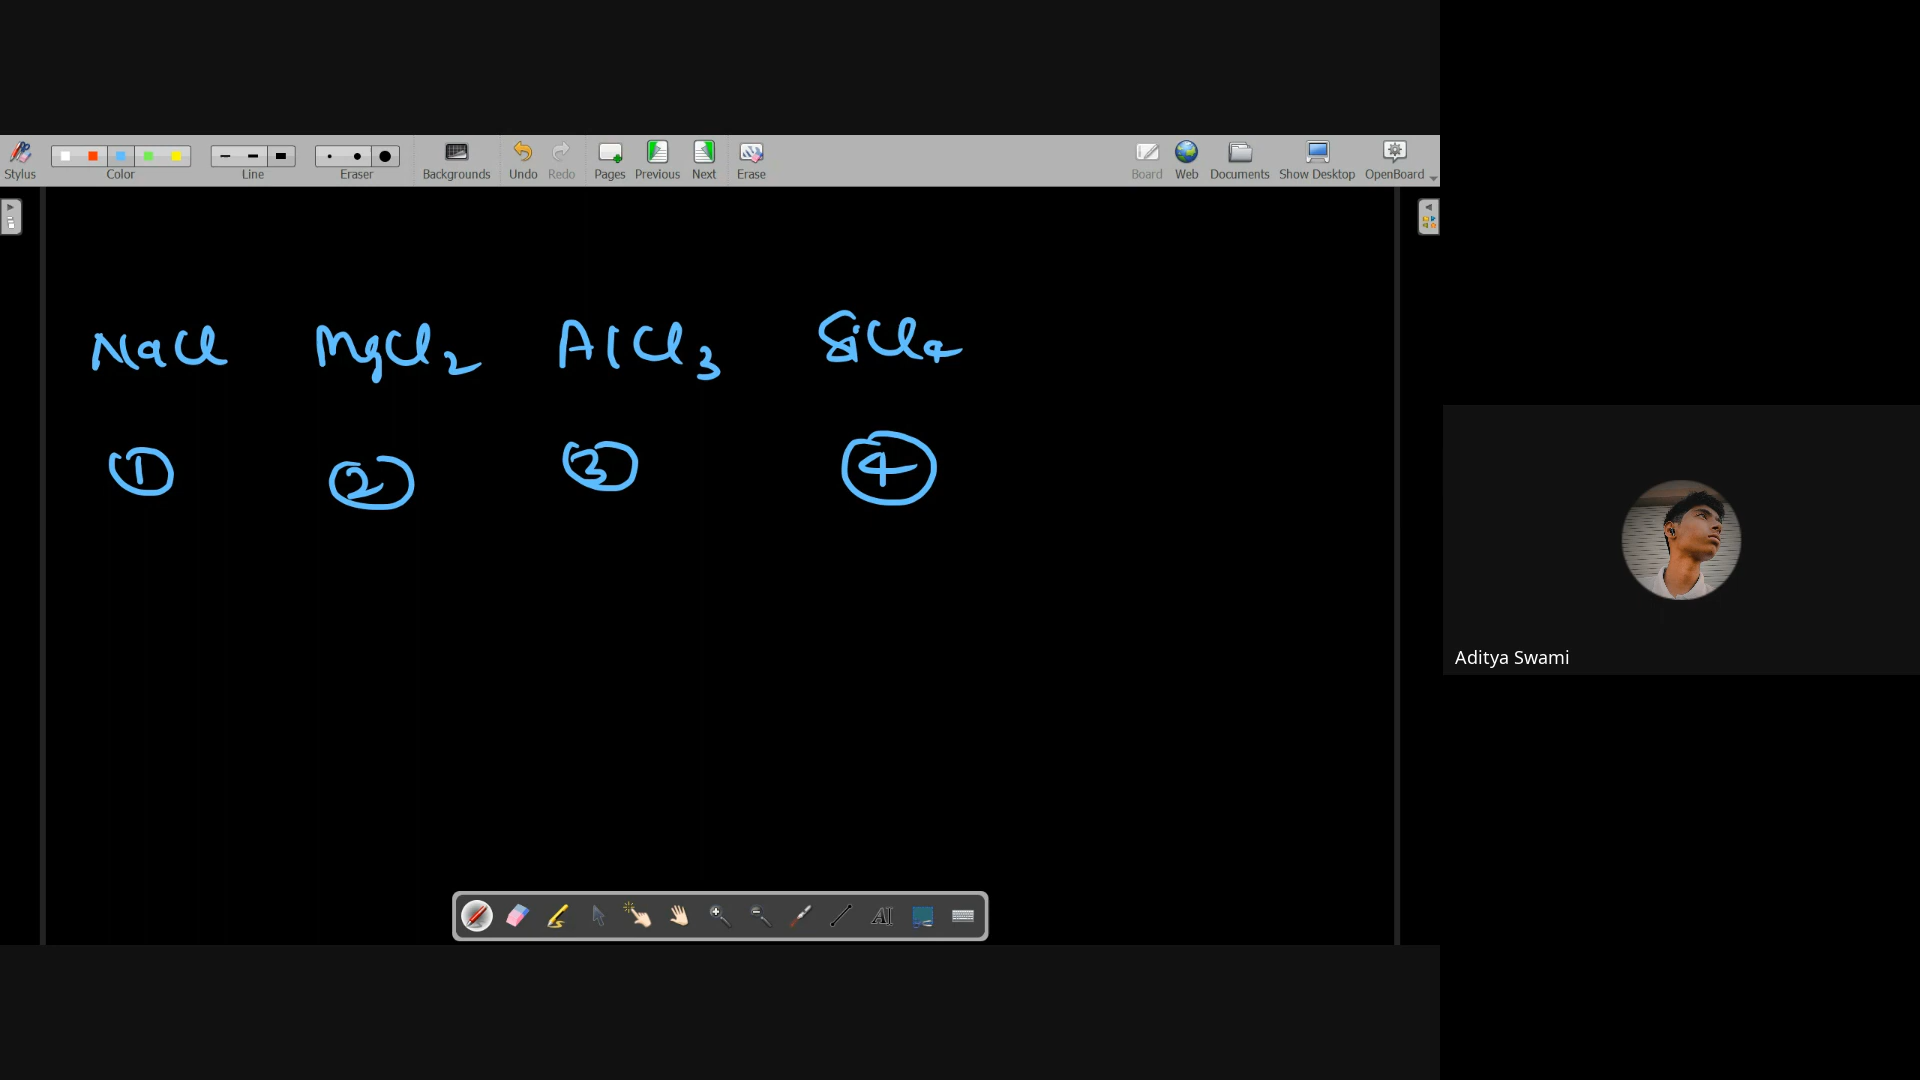 Stylus Color Line Eraser Backgrounds Undo Redo Pages Previous Next Erase Board Web Documents Show Desktop OpenBoard
NaCl MgCl2 AlCl3 SiCl4
1 2 3 4
Aditya Swami
AI